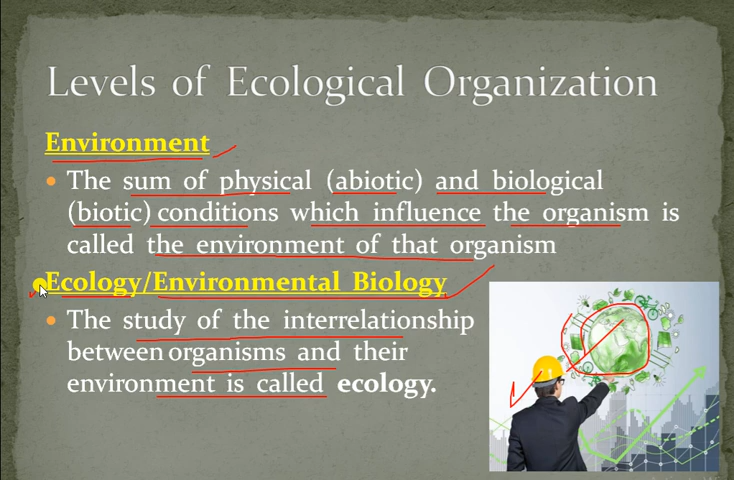 Levels of Ecological Organization
Environment
• The sum of physical (abiotic) and biological
(biotic) conditions which influence the organism is
called the environment of that organism
Ecology/Environmental Biology
• The study of the interrelationship
between organisms and their
environment is called ecology.